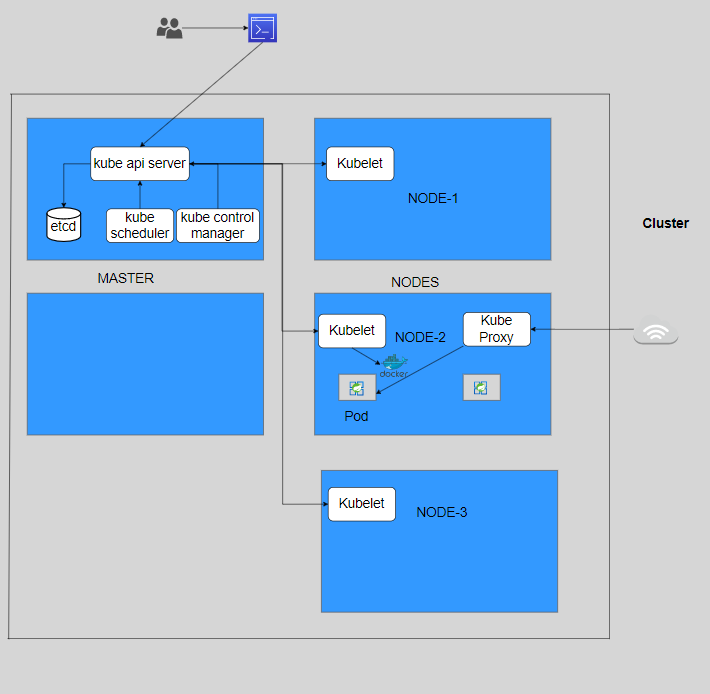 kube api server
Kubelet
etcd
kube
scheduler
kube control
manager
NODE-1
Cluster
MASTER
NODES
Kubelet
NODE-2
Kube
Proxy
docker
Pod
Kubelet
NODE-3